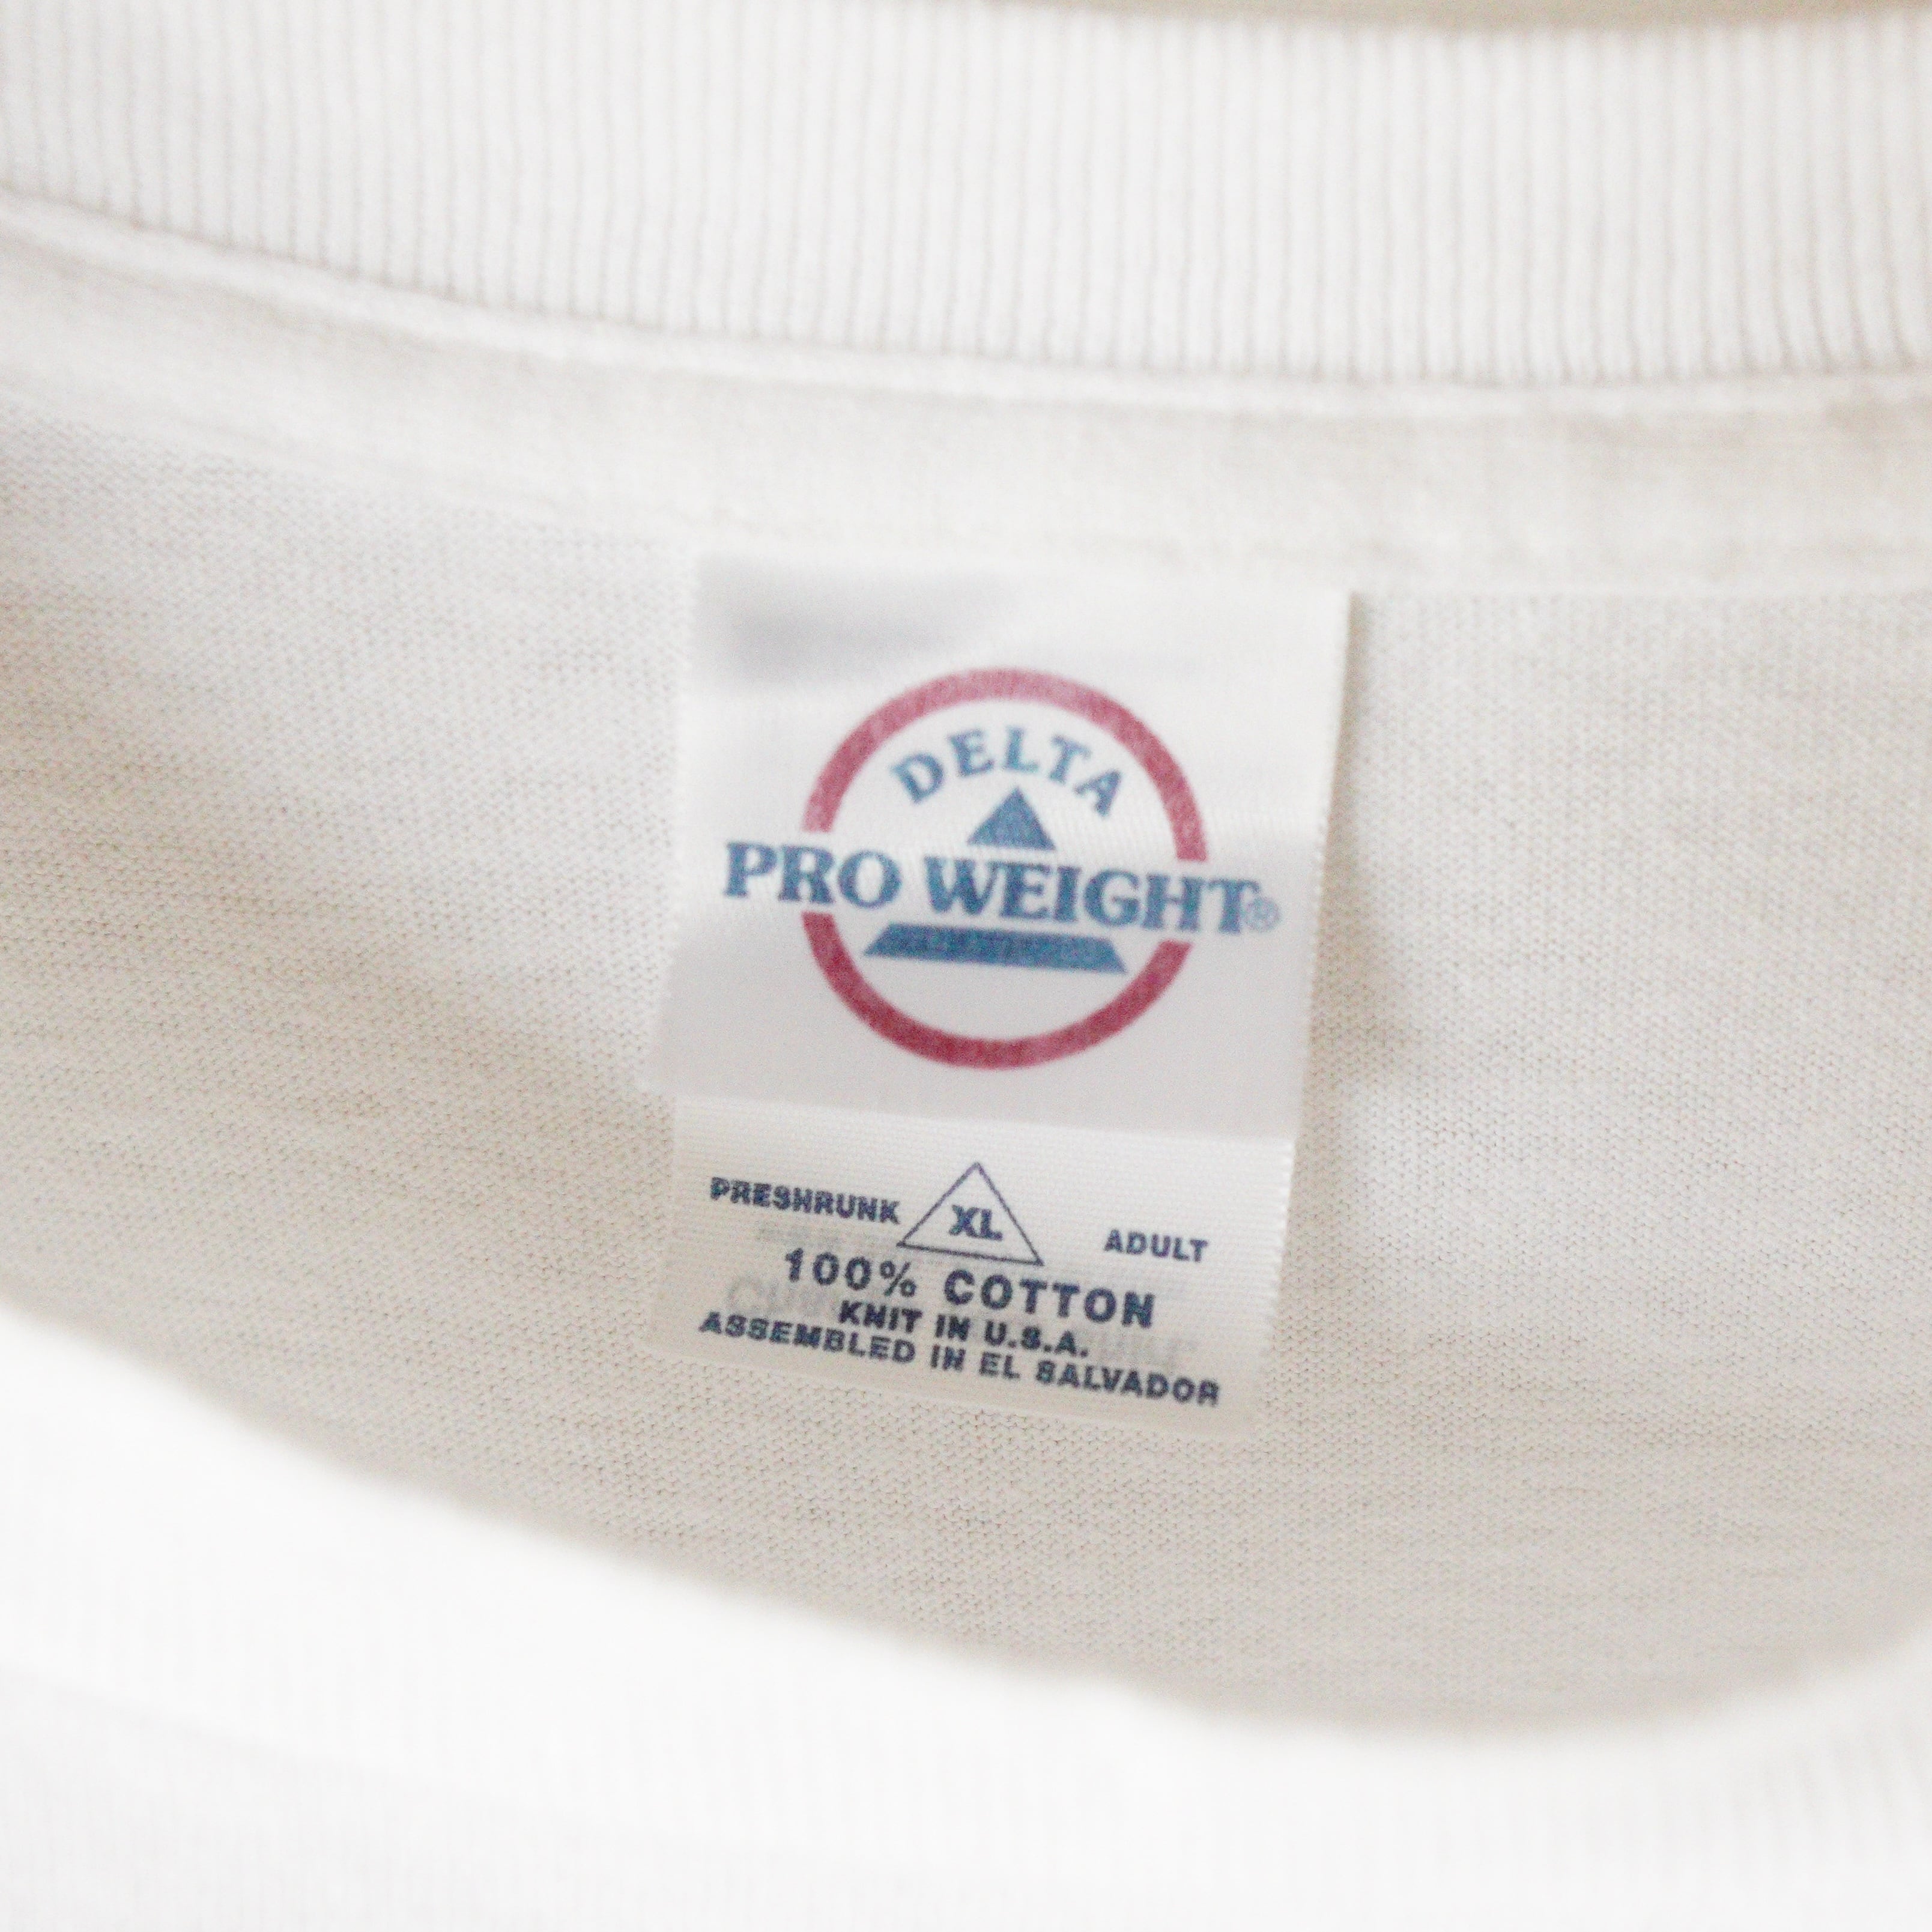 DELTA
PRO WEIGHT®
PRESHRUNK XL ADULT
100% COTTON
KNIT IN U.S.A.
ASSEMBLED IN EL SALVADOR